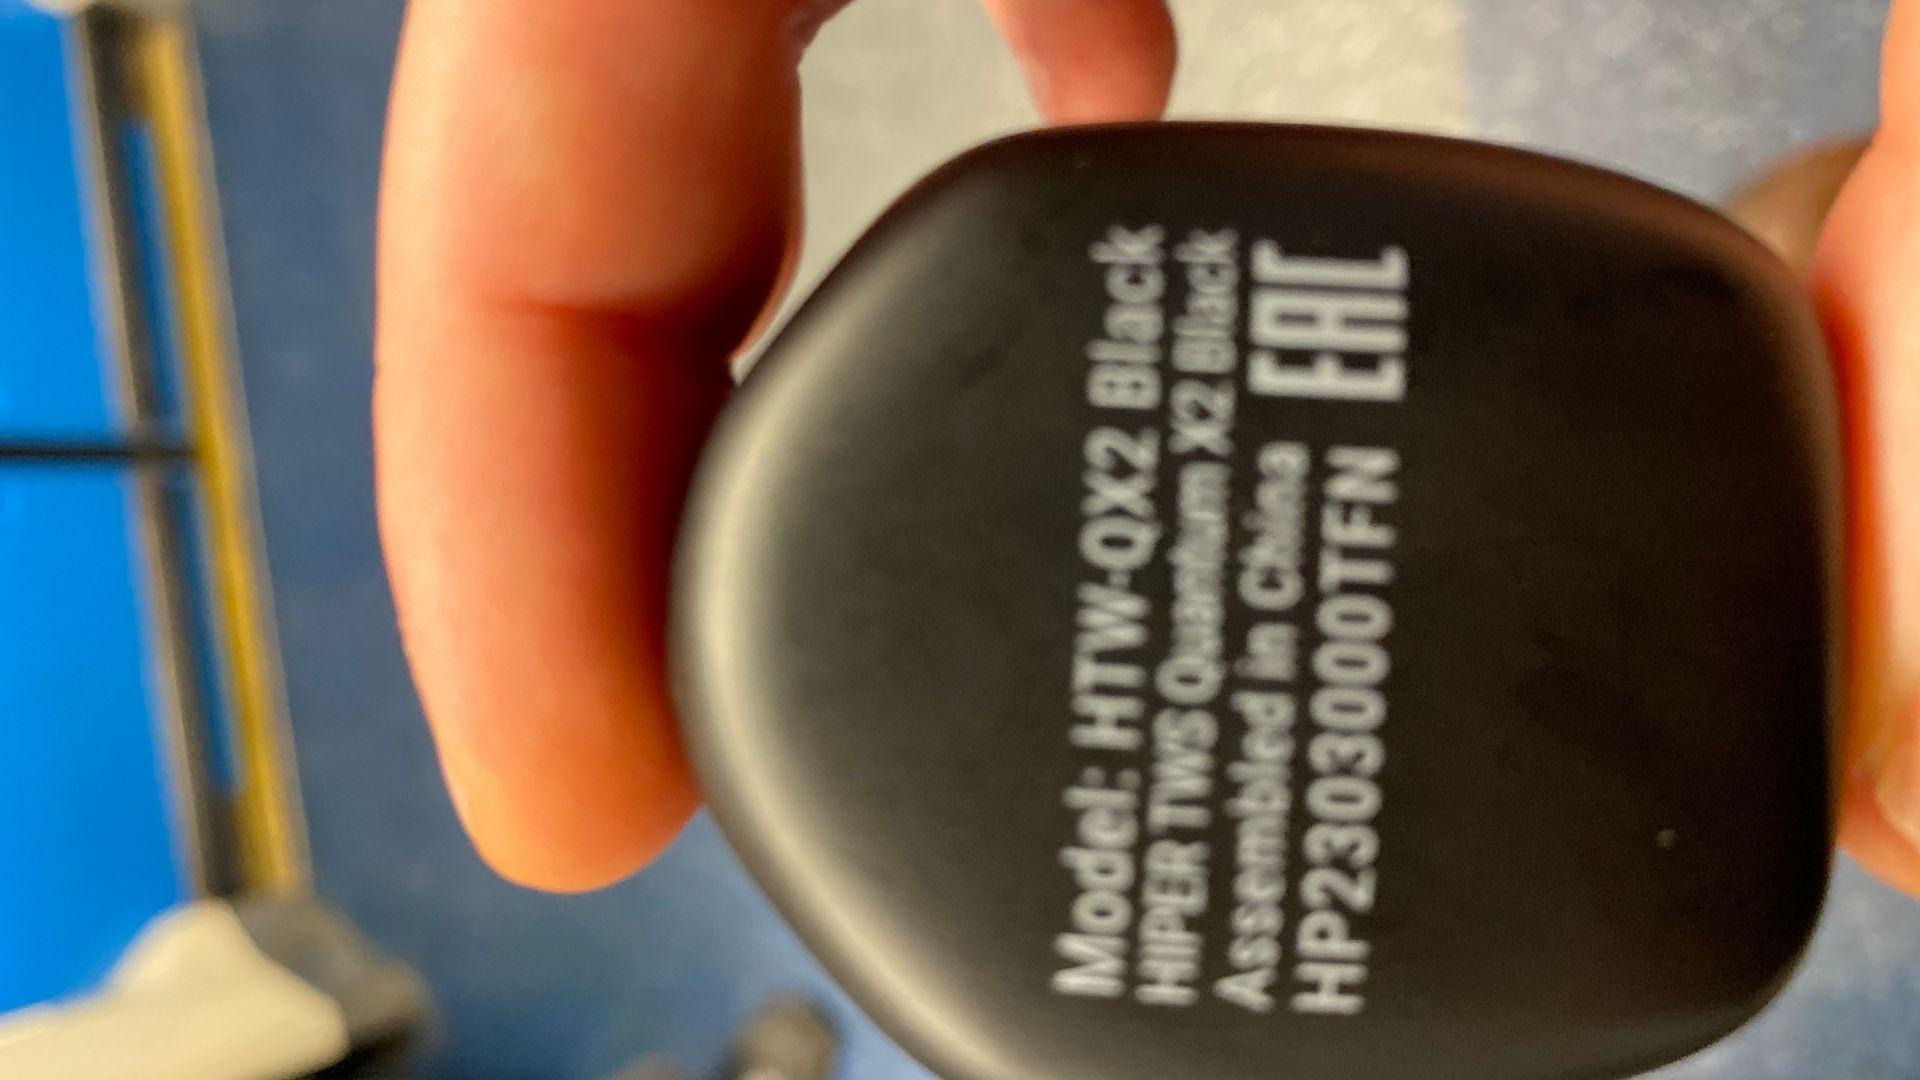 Model: HTW-QX2 Black
HIPER TWS Quantum X2 Black
Assembled in China
HP2303000TFN EAC